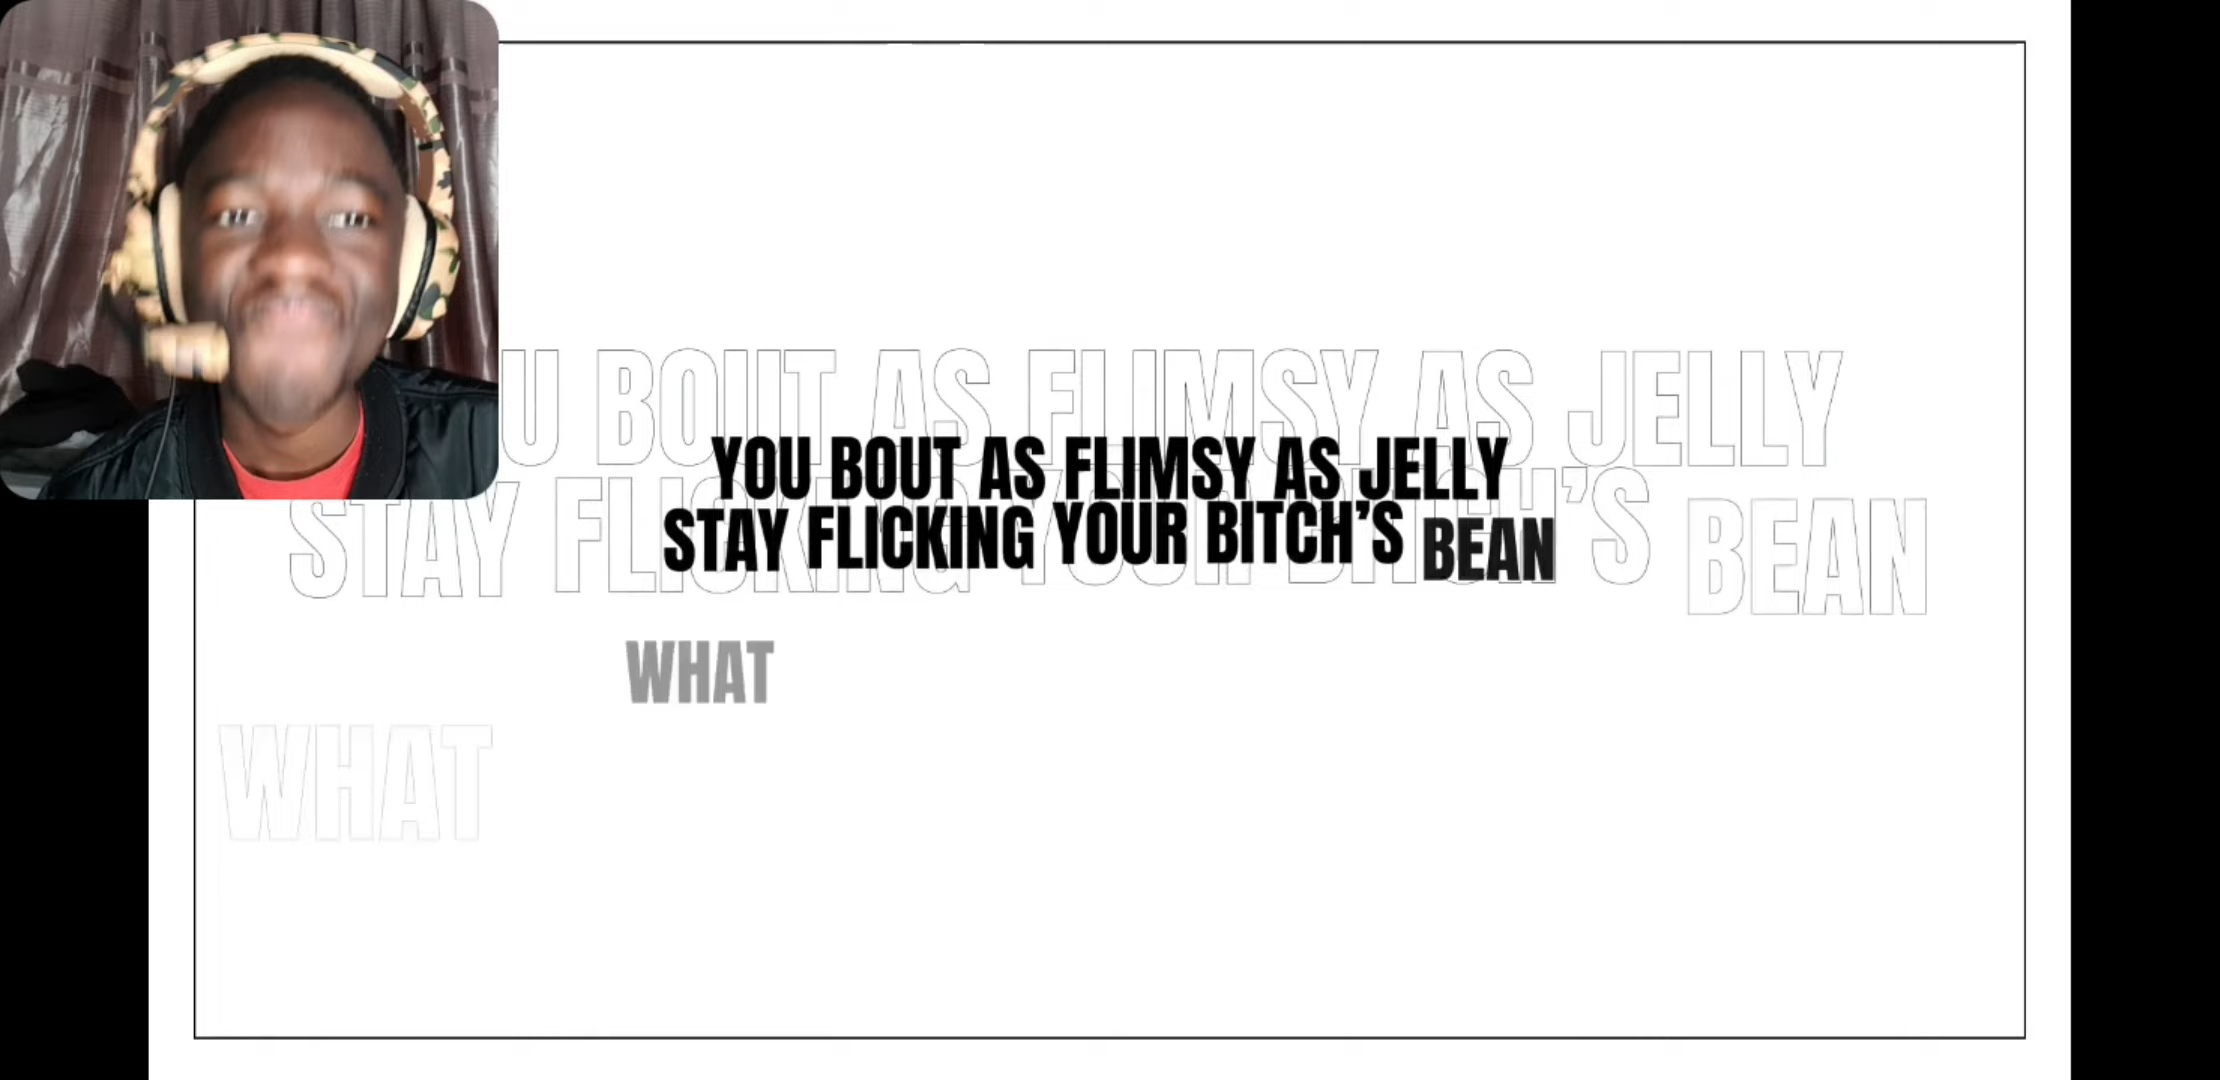 YOU BOUT AS FLIMSY AS JELLY
STAY FLICKING YOUR BITCH'S BEAN
WHAT
U BOUT AS FLIMSY AS JELLY
STAY FLICKING YOUR BITCH'S BEAN
WHAT